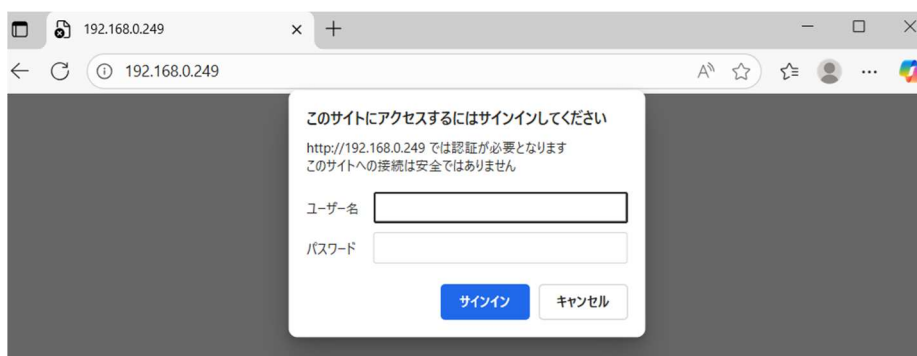 192.168.0.249
192.168.0.249
このサイトにアクセスするにはサインインしてください
http://192.168.0.249 では認証が必要となります
このサイトへの接続は安全ではありません
ユーザー名
パスワード
サインイン
キャンセル